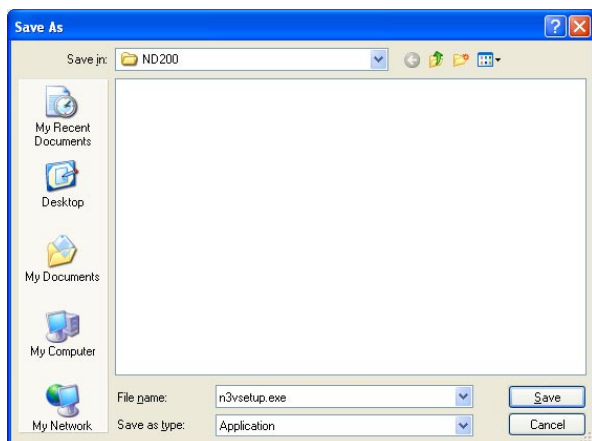 Save As
Save in:
ND200
My Recent
Documents
Desktop
My Documents
My Computer
My Network
File name:
n3vsetup.exe
Save
Save as type:
Application
Cancel